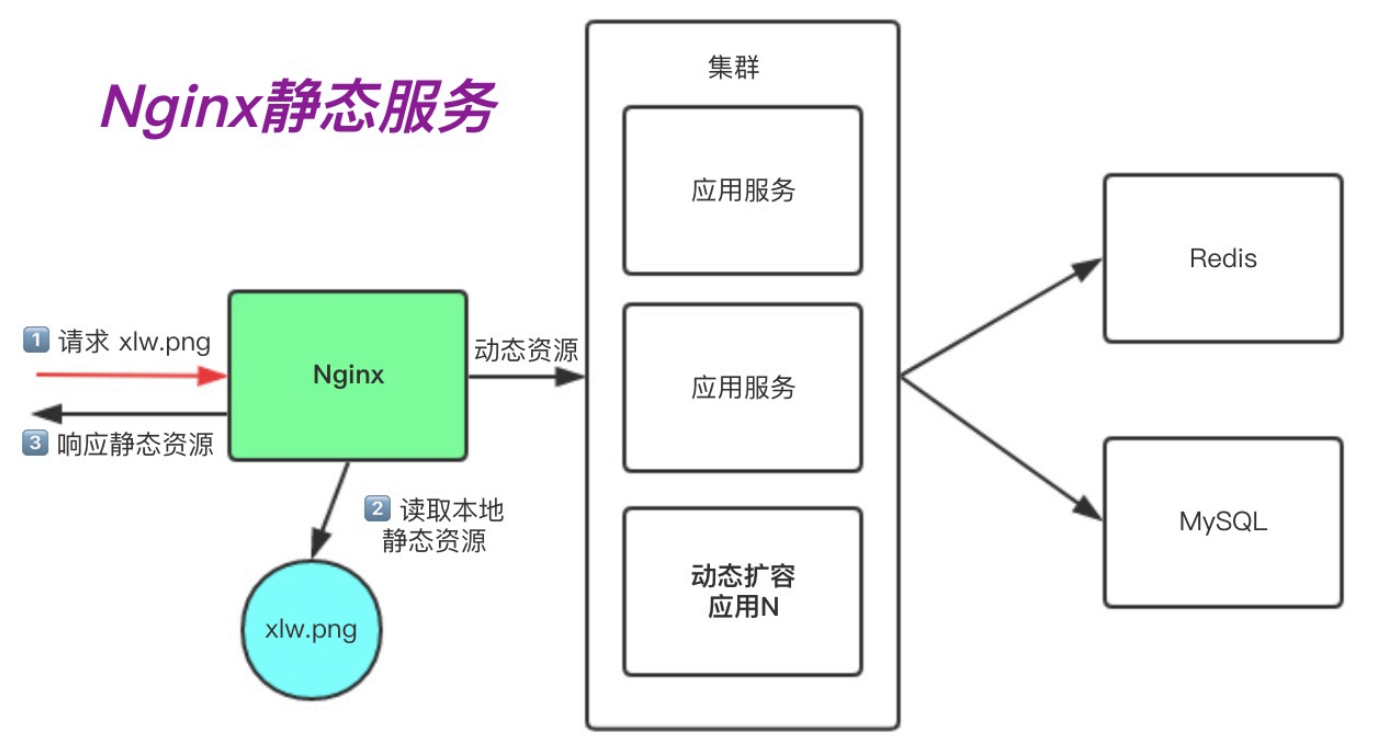 Nginx静态服务
集群
应用服务
应用服务
动态扩容
应用N
1 请求 xlw.png
Nginx
动态资源
3 响应静态资源
2 读取本地
静态资源
xlw.png
Redis
MySQL